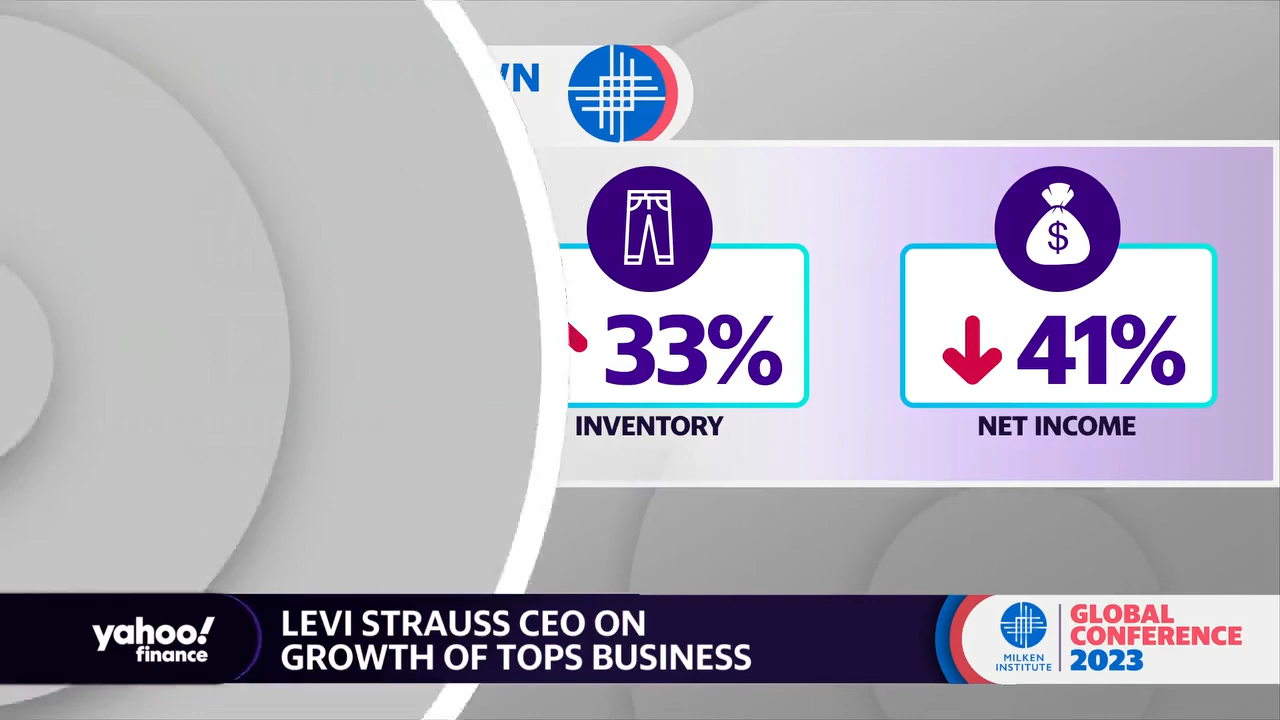 33%
41%
INVENTORY
NET INCOME
yahoo!
finance
LEVI STRAUSS CEO ON
GROWTH OF TOPS BUSINESS
MILKEN
INSTITUTE
GLOBAL
CONFERENCE
2023